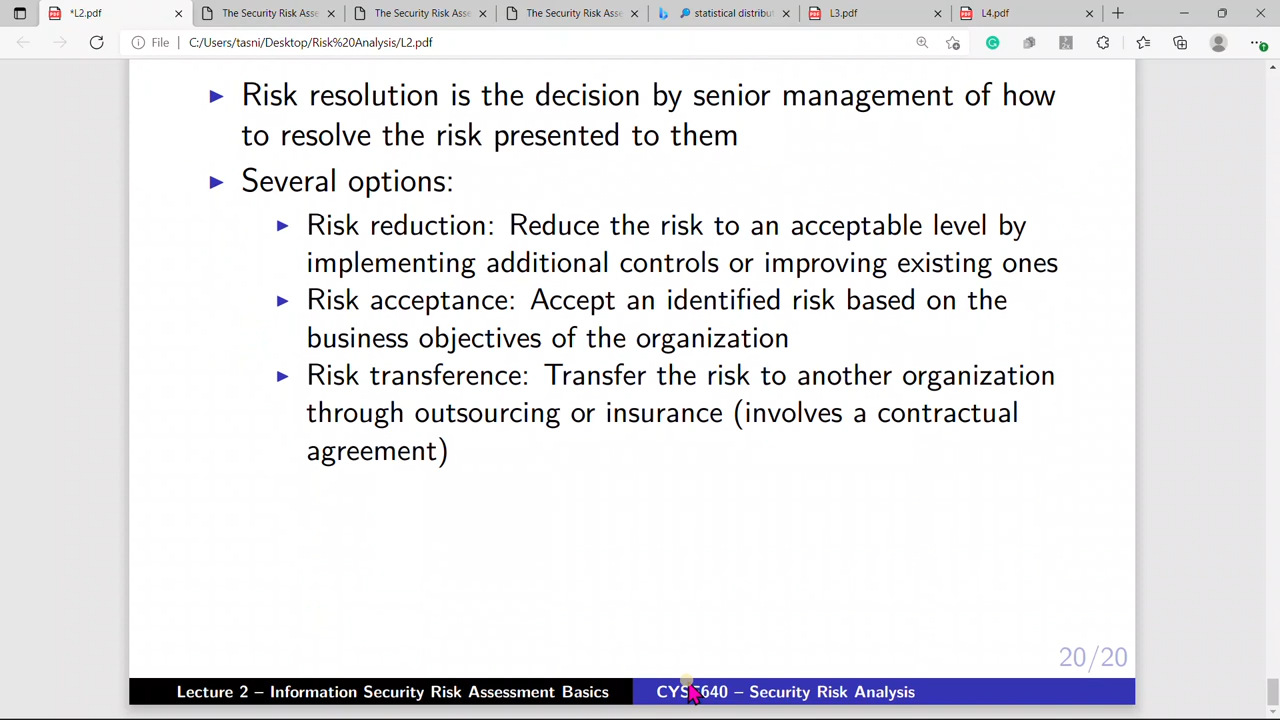 *L2.pdf
The Security Risk Asse
The Security Risk Asse
The Security Risk Asse
statistical distribut
L3.pdf
L4.pdf
File
C:/Users/tasni/Desktop/Risk%20Analysis/L2.pdf
Risk resolution is the decision by senior management of how
to resolve the risk presented to them
Several options:
Risk reduction: Reduce the risk to an acceptable level by
implementing additional controls or improving existing ones
Risk acceptance: Accept an identified risk based on the
business objectives of the organization
Risk transference: Transfer the risk to another organization
through outsourcing or insurance (involves a contractual
agreement)
20/20
Lecture 2 – Information Security Risk Assessment Basics
– Security Risk Analysis